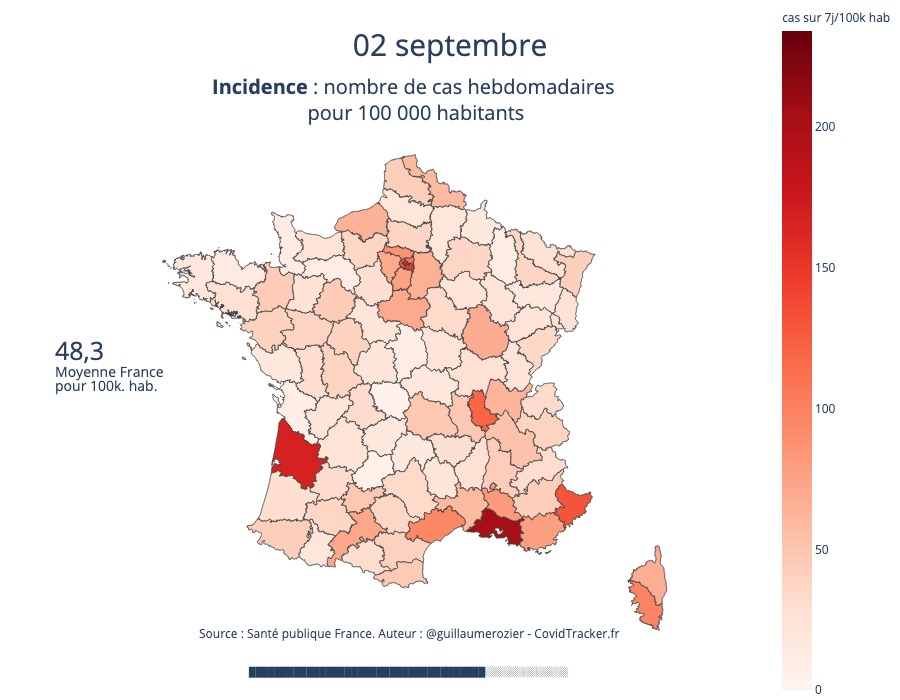 cas sur 7j/100k hab
02 septembre
Incidence : nombre de cas hebdomadaires
pour 100 000 habitants
200
150
48,3
Moyenne France
pour 100k. hab.
100
50
0
Source : Santé publique France. Auteur : @guillaumerozier - CovidTracker.fr